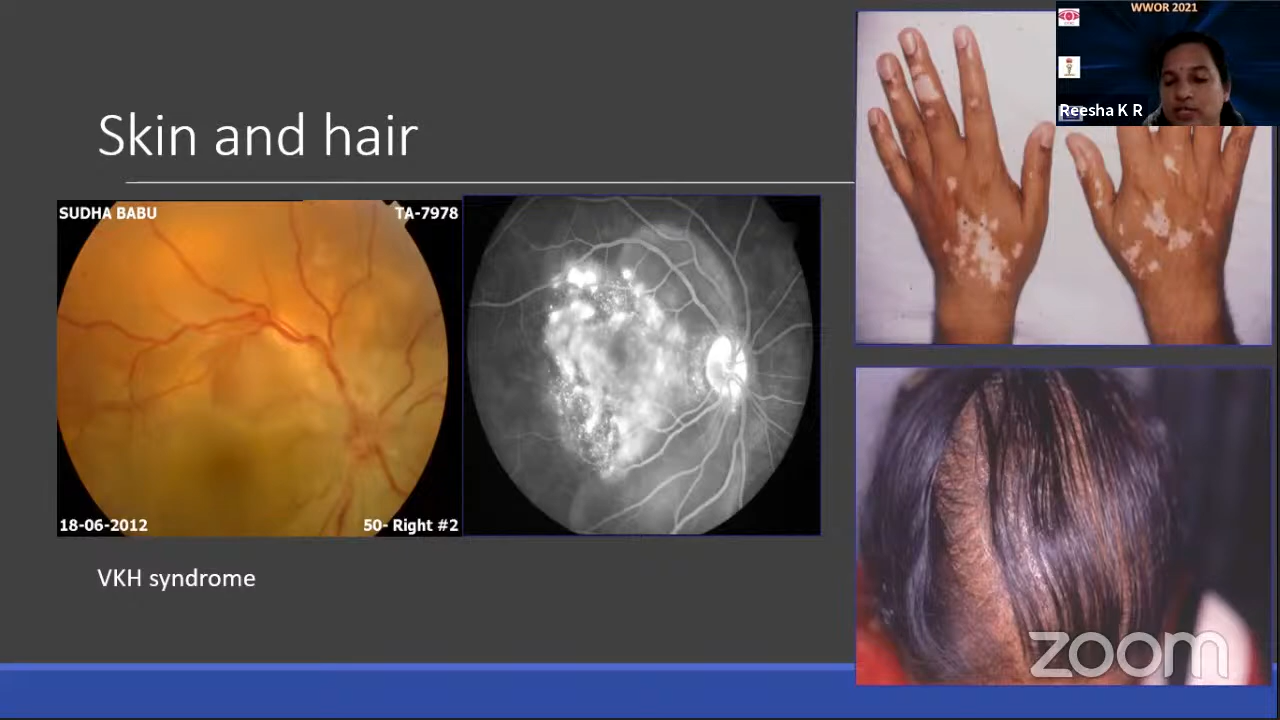 WWOR 2021
Reesha K R
Skin and hair
SUDHA BABU
TA-7978
18-06-2012
50- Right #2
VKH syndrome
zoom